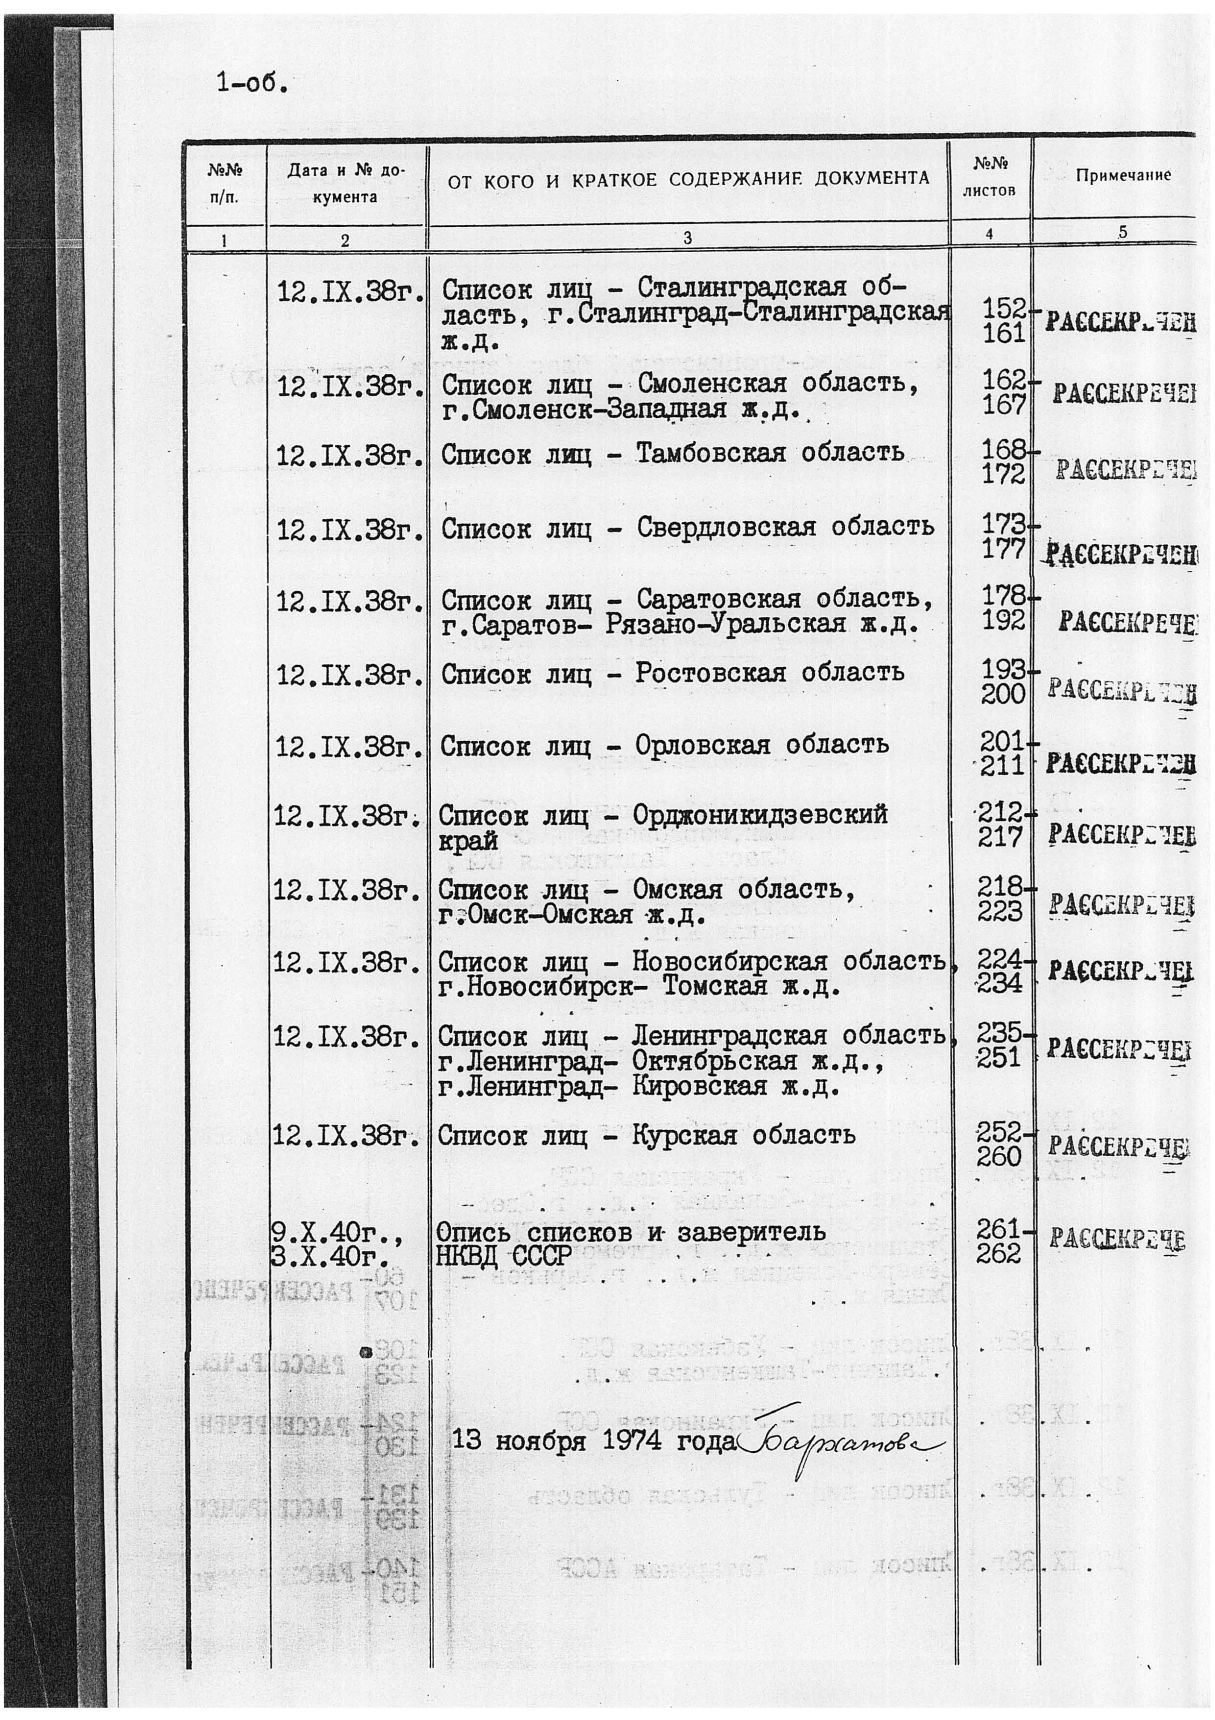 1-об.
№№ п/п.
Дата и № до-
кумента
ОТ КОГО И КРАТКОЕ СОДЕРЖАНИЕ ДОКУМЕНТА
№№ листов
Примечание
1 2 3 4 5
12.IX.38г. Список лиц - Сталинградская об-
ласть, г.Сталинград-Сталинградская 152-
ж.д. 161 РАССЕКРЕЧЕН
12.IX.38г. Список лиц - Смоленская область, 162-
г.Смоленск-Западная ж.д. 167 РАССЕКРЕЧЕН
12.IX.38г. Список лиц - Тамбовская область 168-
172 РАССЕКРЕЧЕ
12.IX.38г. Список лиц - Свердловская область 173-
177 РАССЕКРЕЧЕН
12.IX.38г. Список лиц - Саратовская область, 178-
г.Саратов- Рязано-Уральская ж.д. 192 РАССЕКРЕЧЕ
12.IX.38г. Список лиц - Ростовская область 193-
200 РАССЕКРЕЧЕН
12.IX.38г. Список лиц - Орловская область 201-
211 РАССЕКРЕЧЕН
12.IX.38г. Список лиц - Орджоникидзевский 212-
край 217 РАССЕКРЕЧЕН
12.IX.38г. Список лиц - Омская область, 218-
г.Омск-Омская ж.д. 223 РАССЕКРЕЧЕН
12.IX.38г. Список лиц - Новосибирская область, 224-
г.Новосибирск- Томская ж.д. 234 РАССЕКРЕЧЕН
12.IX.38г. Список лиц - Ленинградская область, 235-
г.Ленинград- Октябрьская ж.д., 251 РАССЕКРЕЧЕН
г.Ленинград- Кировская ж.д.
12.IX.38г. Список лиц - Курская область 252-
260 РАССЕКРЕЧЕ
9.X.40г., Опись списков и заверитель 261-
3.X.40г. НКВД СССР 262 РАССЕКРЕЧЕ
13 ноября 1974 года Бархатова